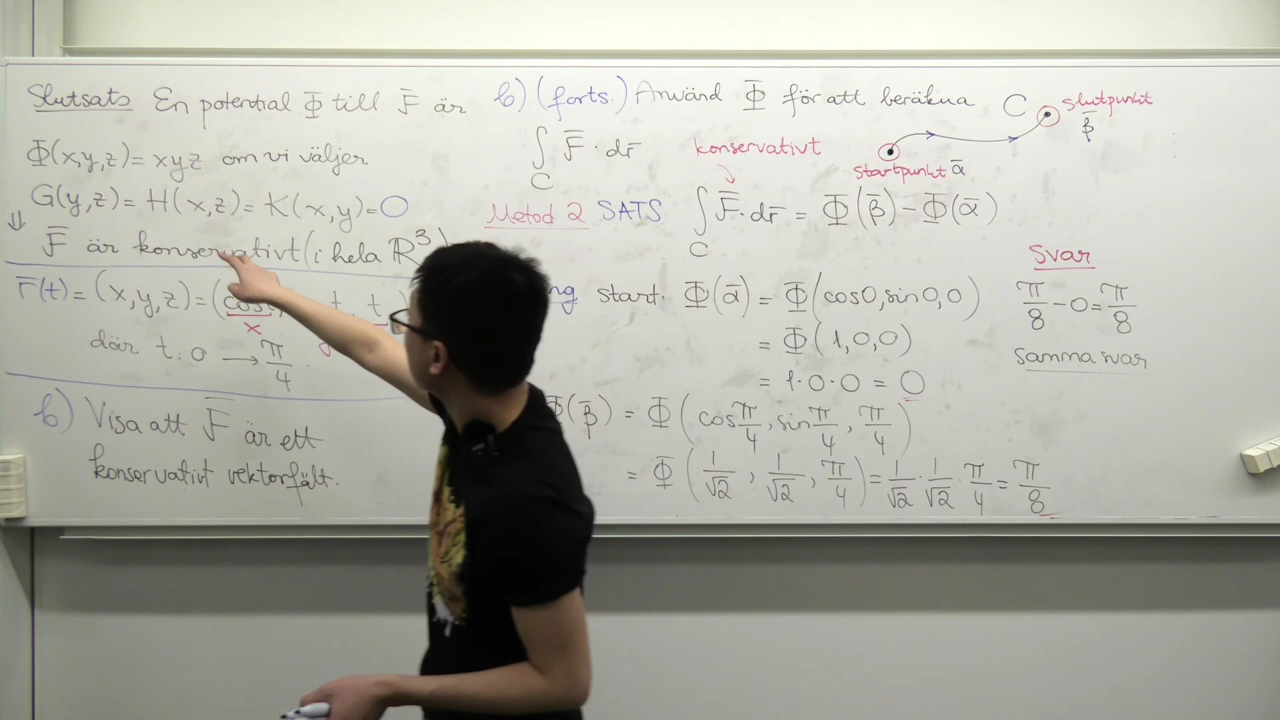 Slutsats En potential Φ̄ till F̄ är
Φ̄(x,y,z) = xyz om vi väljer
G(y,z) = H(x,z) = K(x,y) = 0
⇓ F̄ är konservativt (i hela ℝ³)
r̄(t) = (x,y,z) = (cost, t, t)
x
där t: 0 → π/4.
b) Visa att F̄ är ett
konservativt vektorfält.
b) (forts.) Använd Φ̄ för att beräkna
∫_C F̄ · dr̄
C
slutpunkt
β̄
startpunkt ᾱ
konservativt
Metod 2 SATS ∫_C F̄ · dr̄ = Φ̄(β̄) − Φ̄(ᾱ)
start. Φ̄(ᾱ) = Φ̄(cos0, sin0, 0)
= Φ̄(1,0,0)
= 1·0·0 = 0
Φ̄(β̄) = Φ̄(cos π/4, sin π/4, π/4)
= Φ̄(1/√2, 1/√2, π/4) = 1/√2 · 1/√2 · π/4 = π/8
Svar
π/8 − 0 = π/8
samma svar